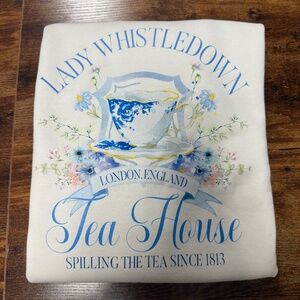 LADY WHISTLEDOWN
LONDON, ENGLAND
Tea House
SPILLING THE TEA SINCE 1813